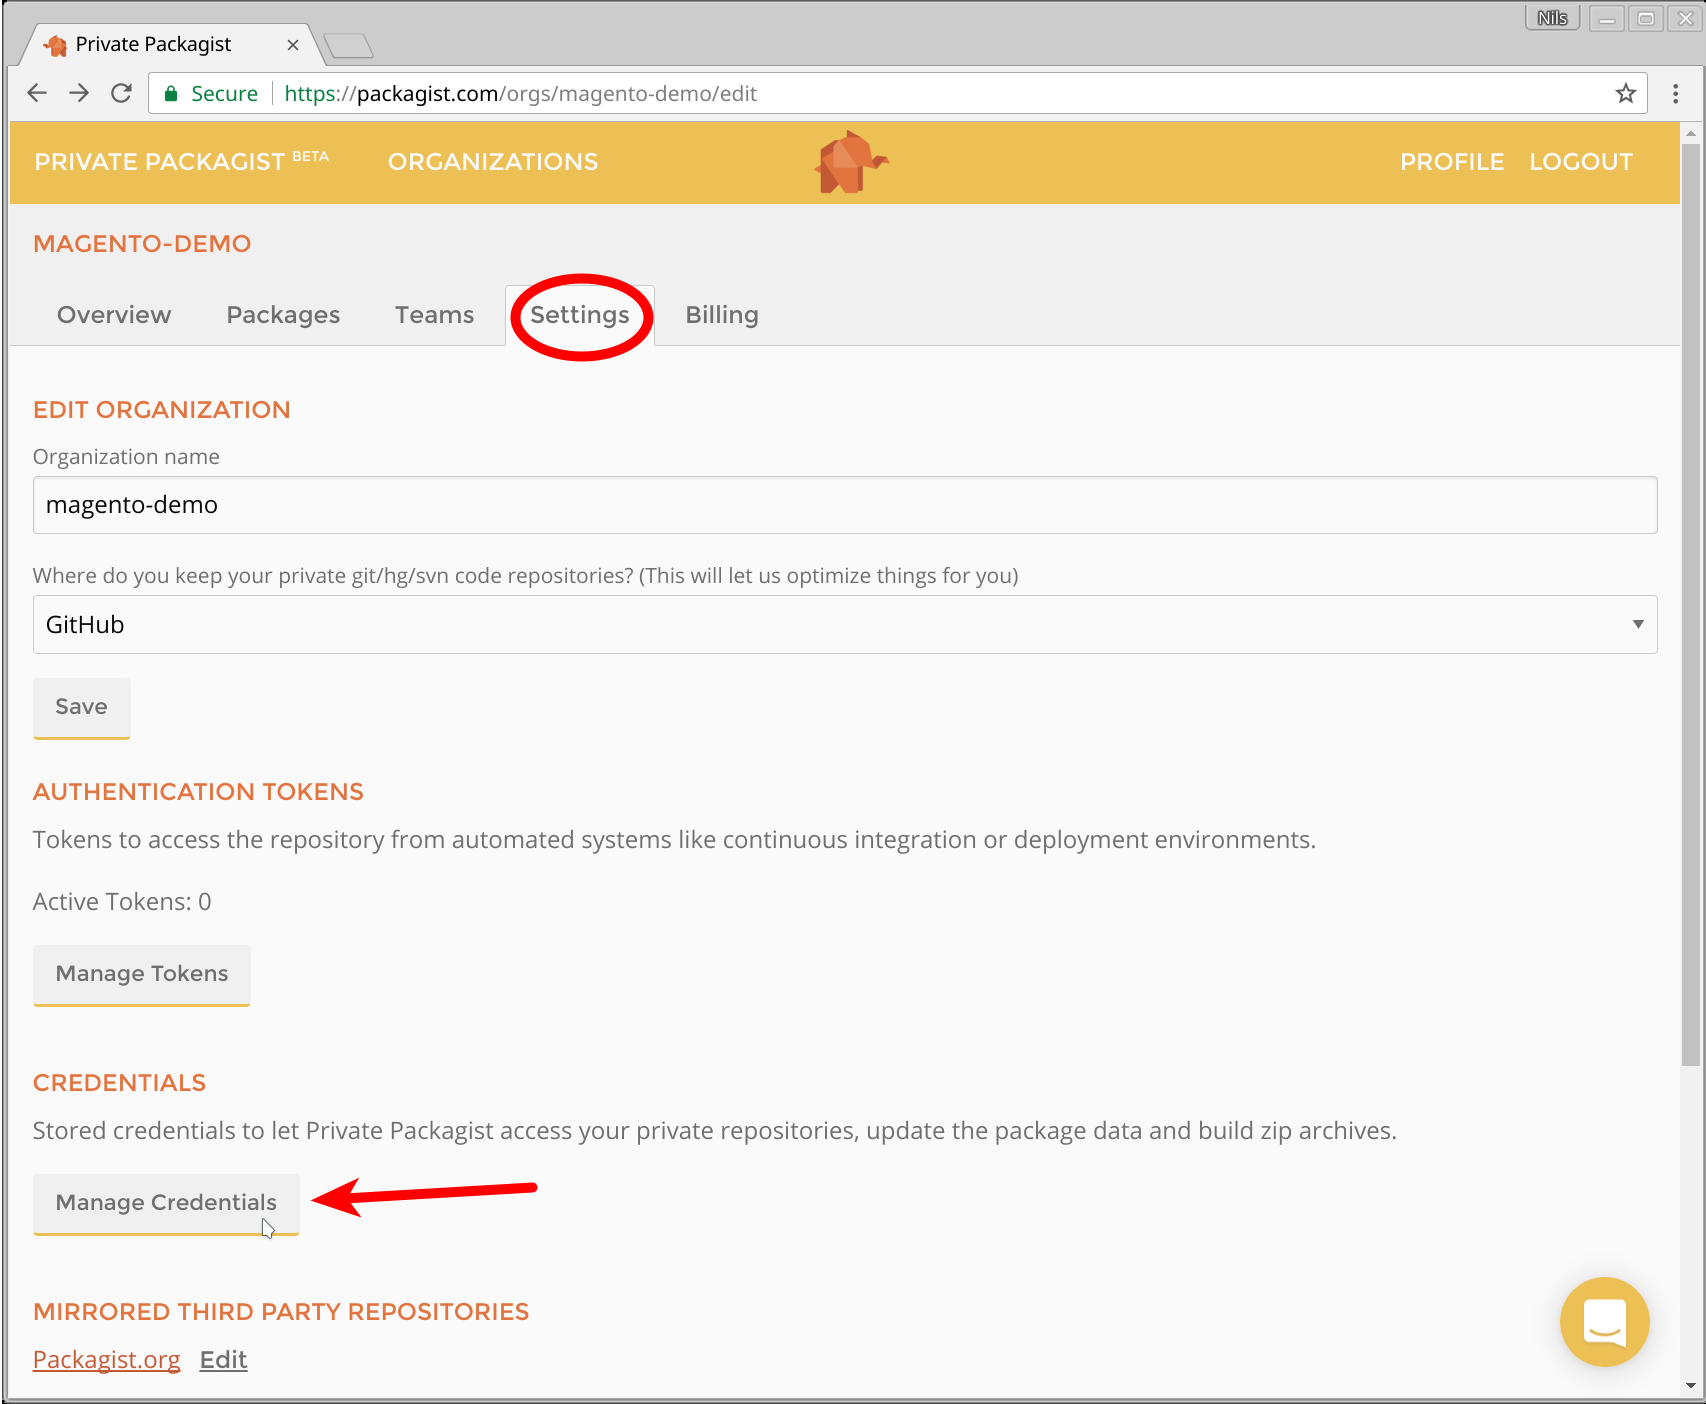 Nils
Private Packagist
Secure https://packagist.com/orgs/magento-demo/edit
PRIVATE PACKAGIST BETA ORGANIZATIONS PROFILE LOGOUT
MAGENTO-DEMO
Overview Packages Teams Settings Billing
EDIT ORGANIZATION
Organization name
magento-demo
Where do you keep your private git/hg/svn code repositories? (This will let us optimize things for you)
GitHub
Save
AUTHENTICATION TOKENS
Tokens to access the repository from automated systems like continuous integration or deployment environments.
Active Tokens: 0
Manage Tokens
CREDENTIALS
Stored credentials to let Private Packagist access your private repositories, update the package data and build zip archives.
Manage Credentials
MIRRORED THIRD PARTY REPOSITORIES
Packagist.org Edit